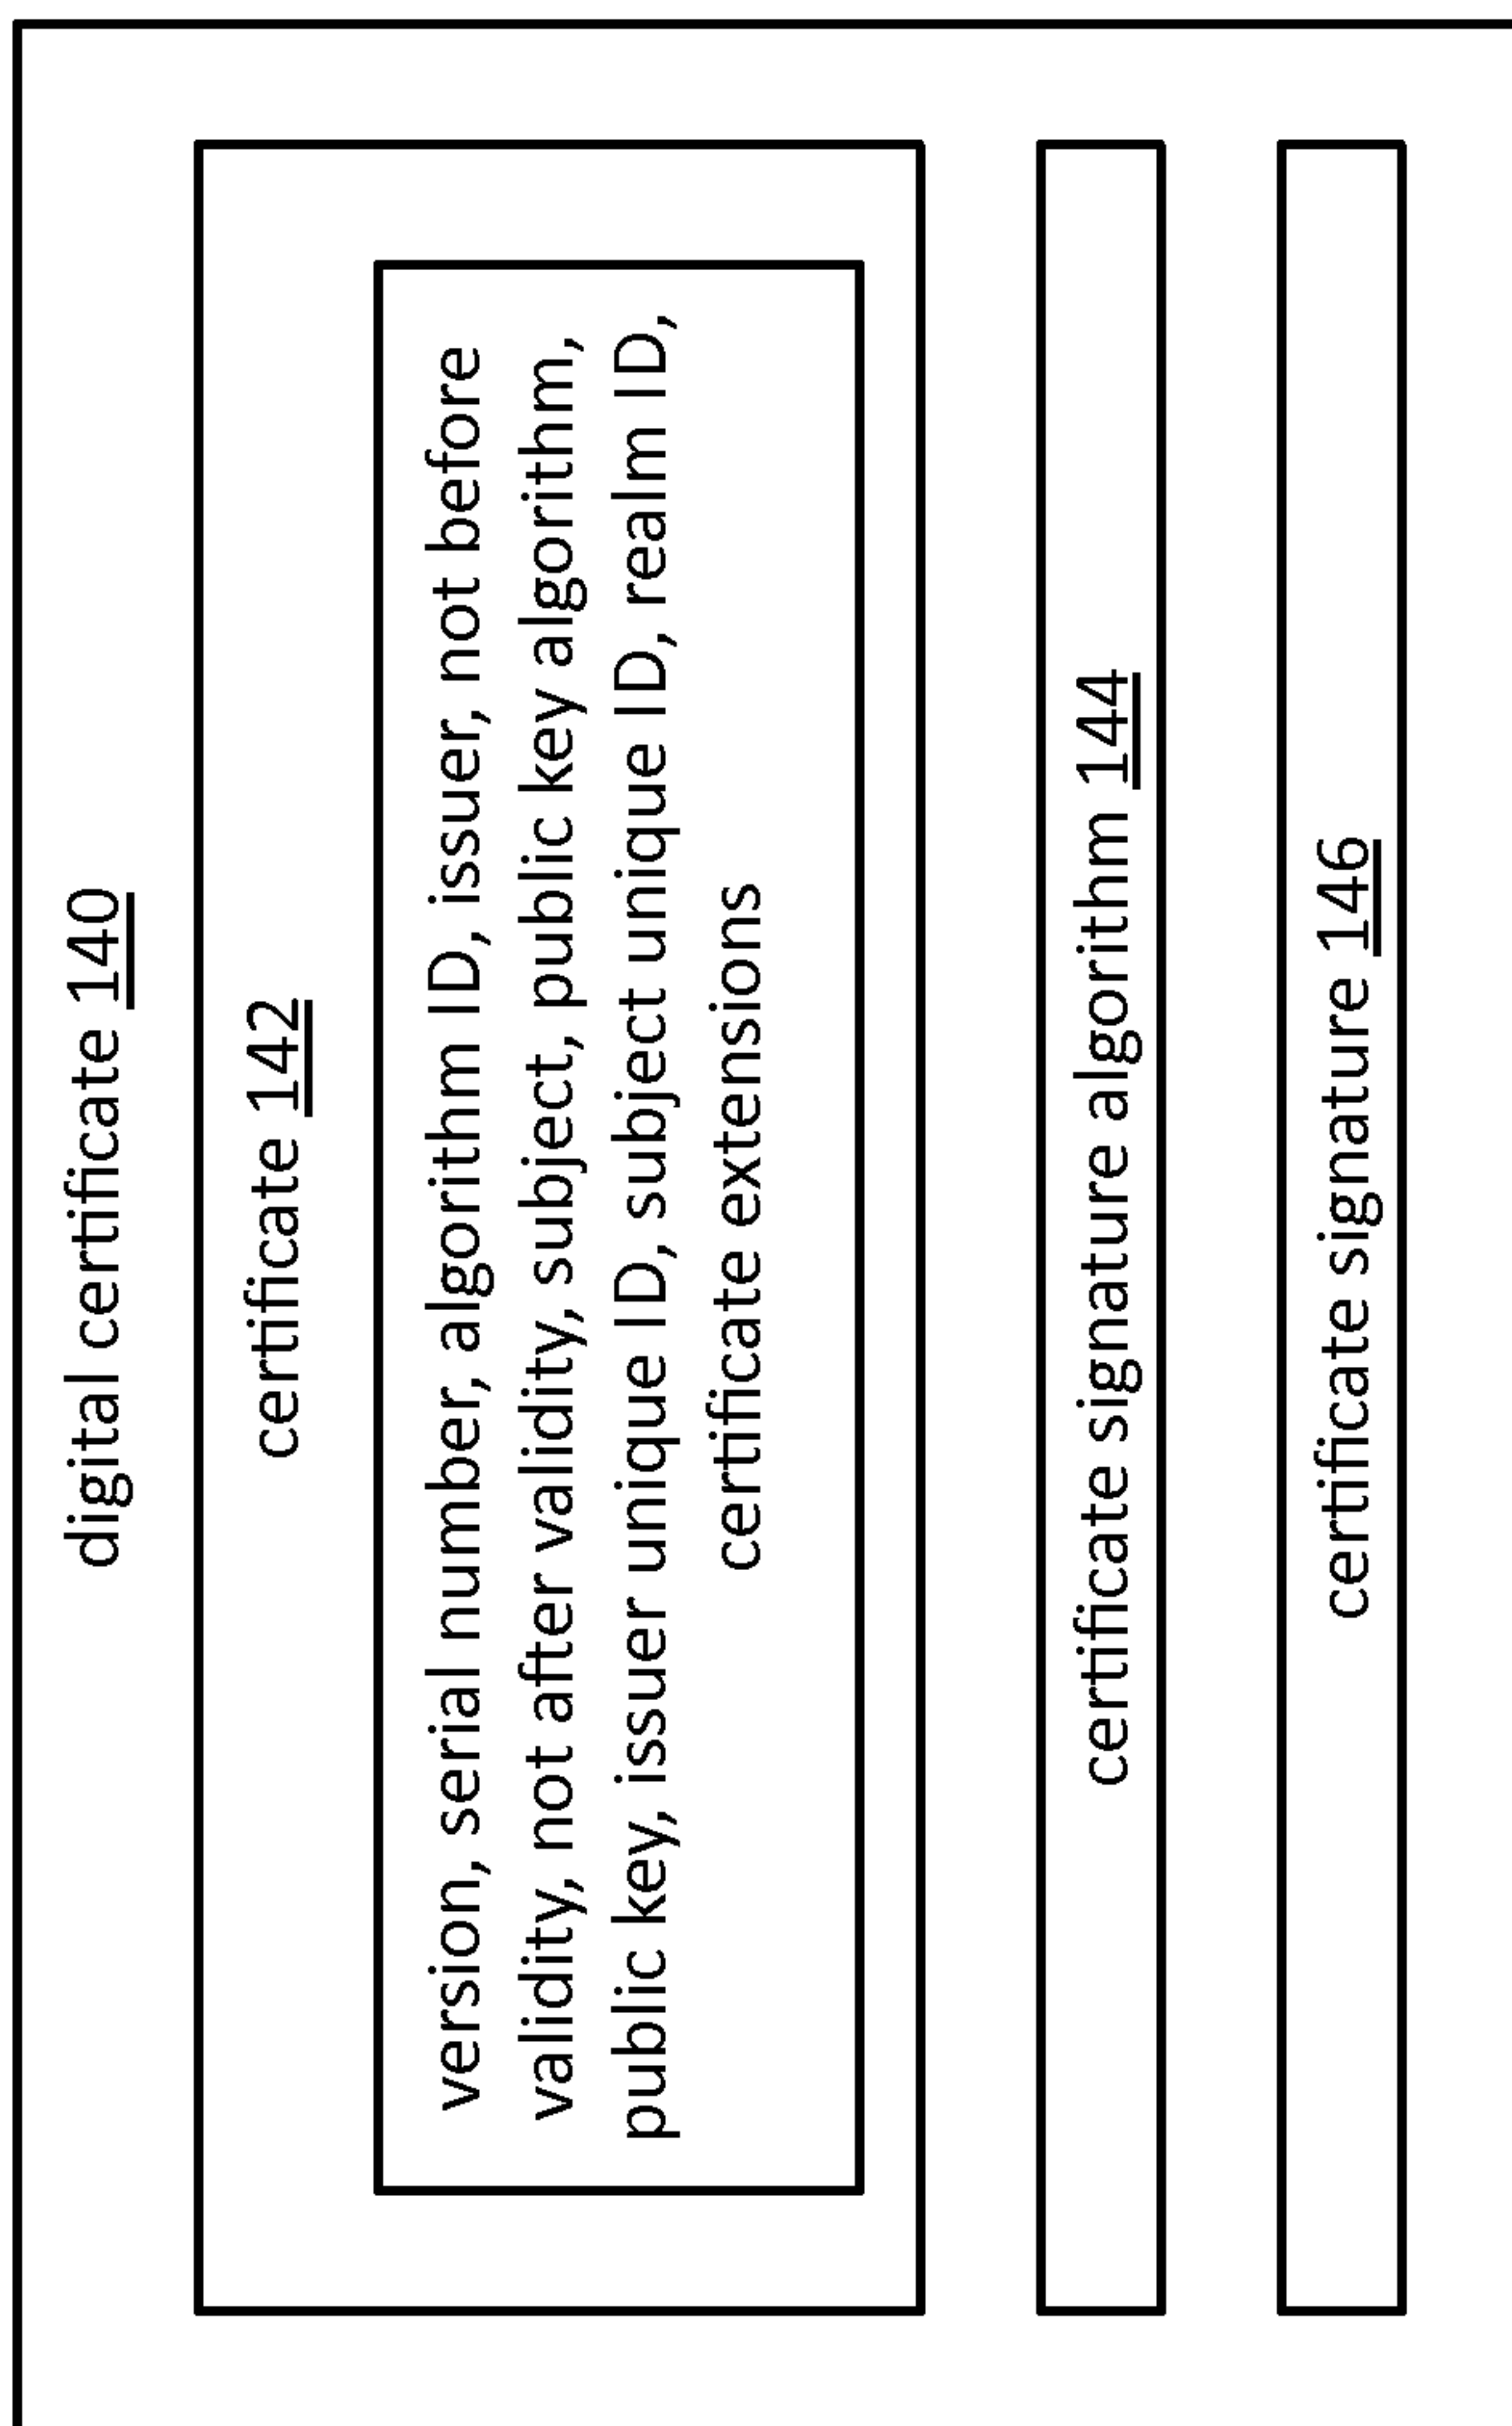 digital certificate 140
certificate 142
version, serial number, algorithm ID, issuer, not before
validity, not after validity, subject, public key algorithm,
public key, issuer unique ID, subject unique ID, realm ID,
certificate extensions
certificate signature algorithm 144
certificate signature 146